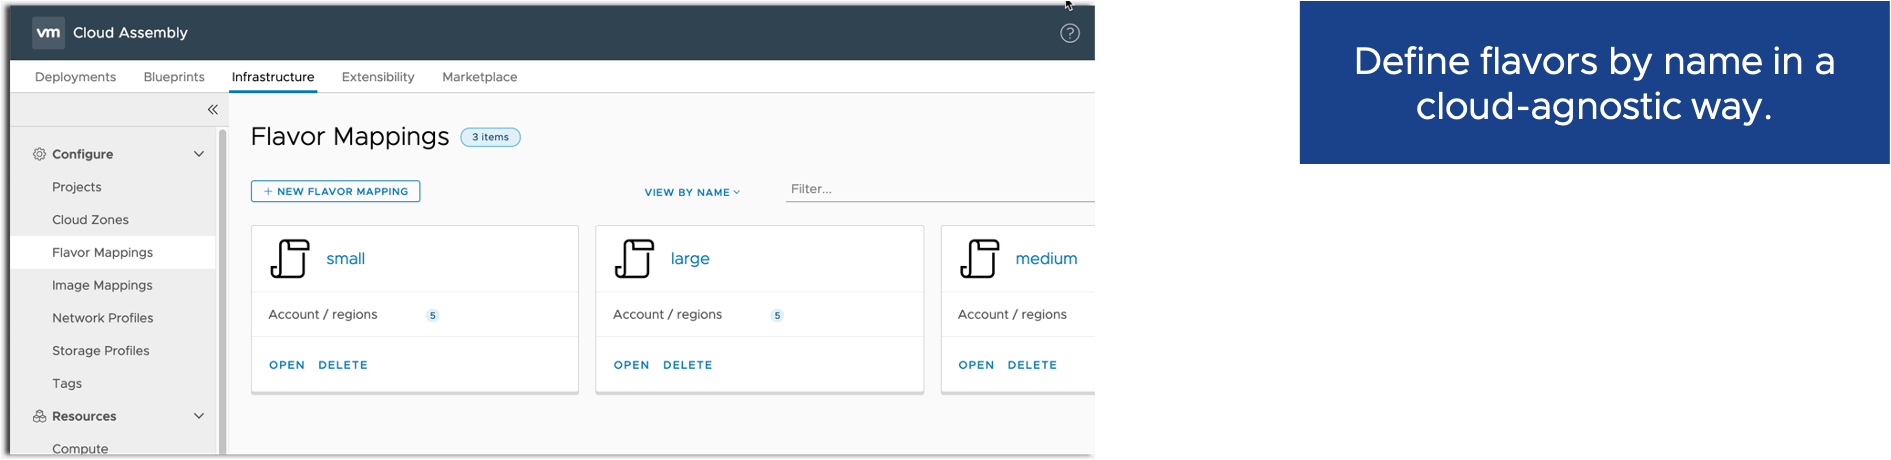 vm Cloud Assembly
?
Deployments Blueprints Infrastructure Extensibility Marketplace
Configure
Projects
Cloud Zones
Flavor Mappings
Image Mappings
Network Profiles
Storage Profiles
Tags
Resources
Compute
Flavor Mappings 3 items
+ NEW FLAVOR MAPPING VIEW BY NAME Filter...
small
Account / regions 5
OPEN DELETE
large
Account / regions 5
OPEN DELETE
medium
Account / regions
OPEN DELETE
Define flavors by name in a
cloud-agnostic way.